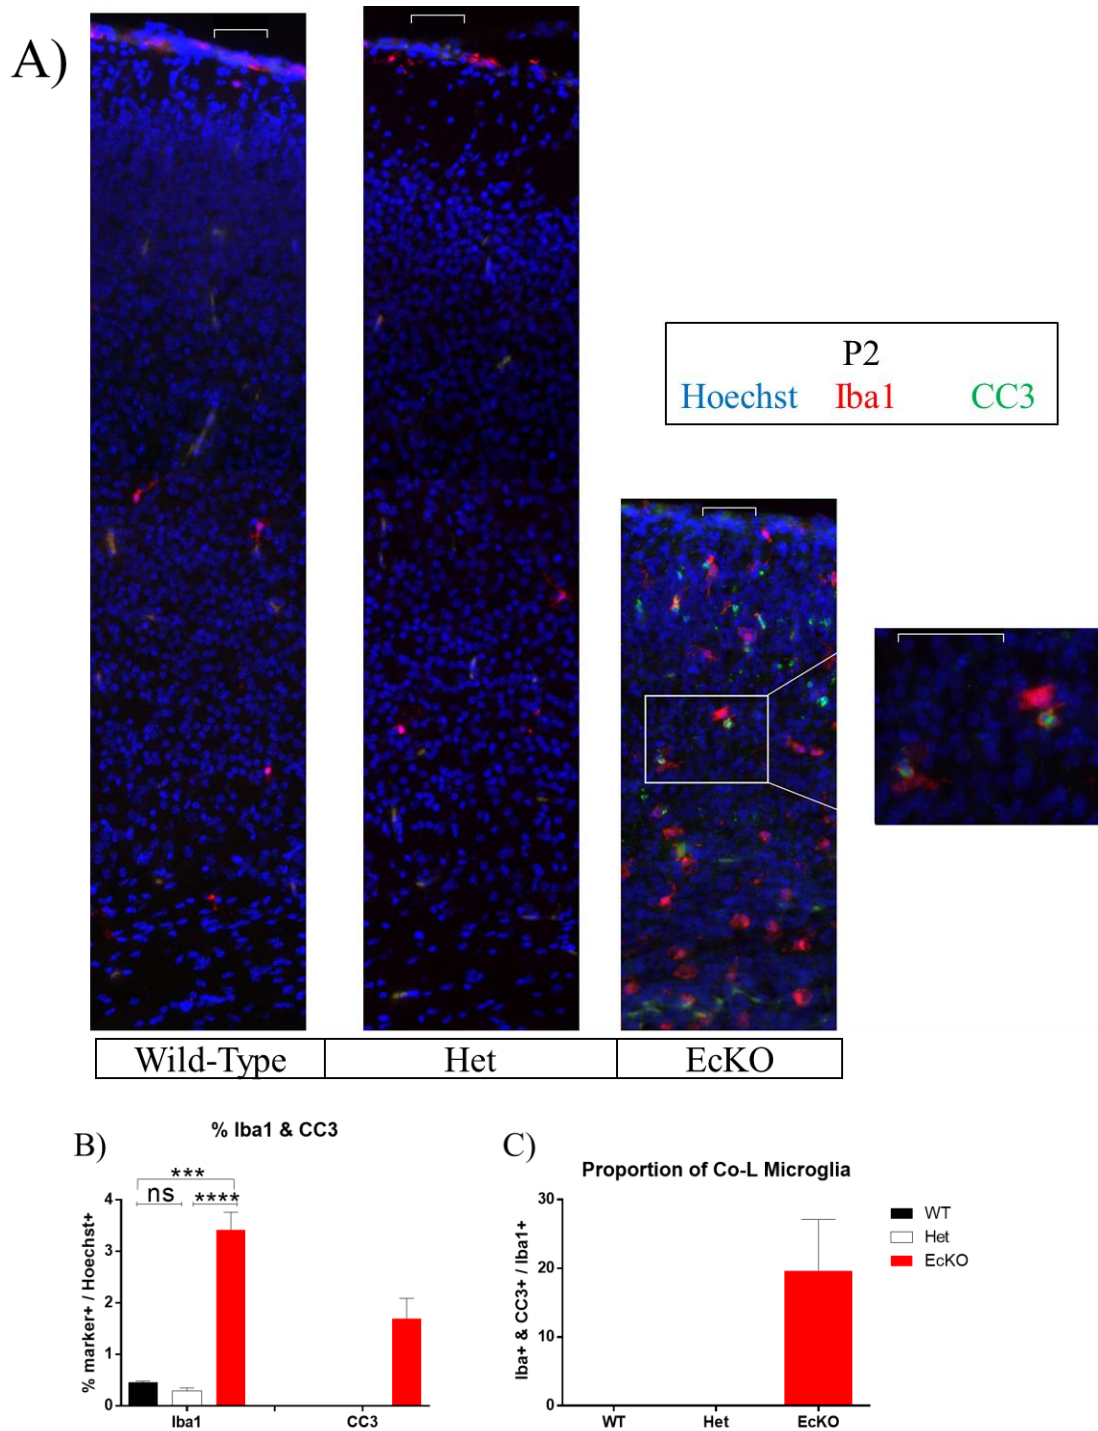 A)
P2
Hoechst Iba1 CC3
Wild-Type Het EcKO
B)
% Iba1 & CC3
***
ns ****
% marker+ / Hoechst+
4
3
2
1
0
Iba1 CC3
C)
Proportion of Co-L Microglia
Iba+ & CC3+ / Iba1+
30
20
10
0
WT Het EcKO
WT
Het
EcKO